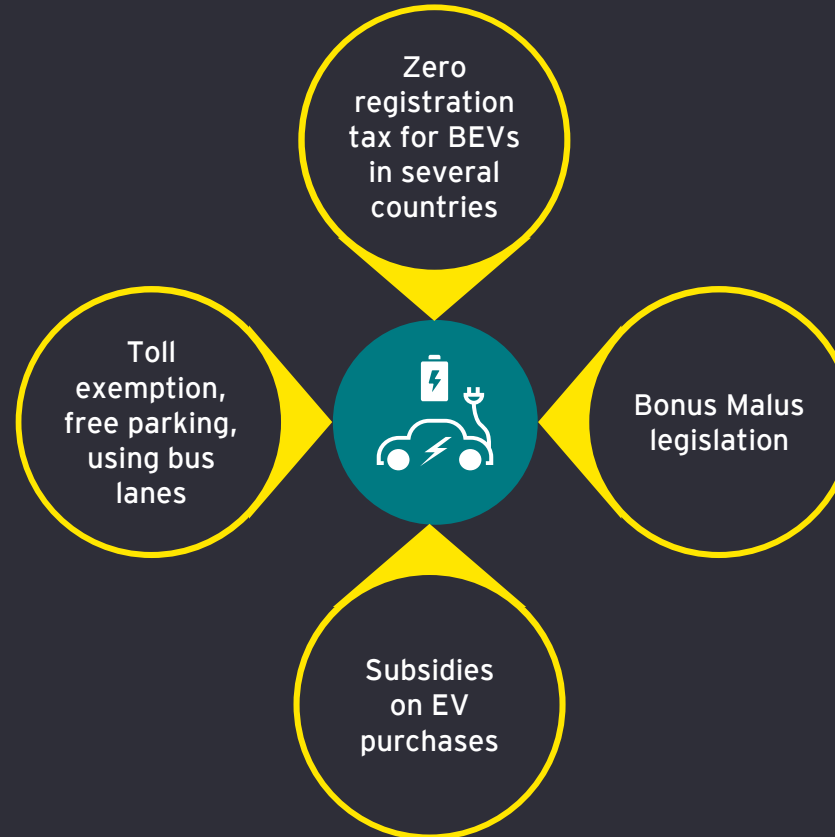 Zero
registration
tax for BEVs
in several
countries
Toll
exemption,
free parking,
using bus
lanes
Bonus Malus
legislation
Subsidies
on EV
purchases